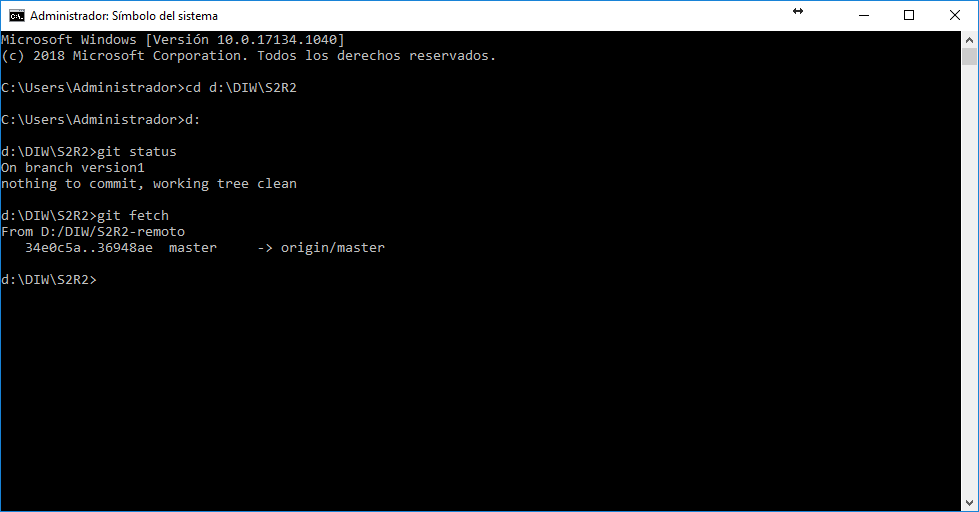 Administrador: Símbolo del sistema
Microsoft Windows [Versión 10.0.17134.1040]
(c) 2018 Microsoft Corporation. Todos los derechos reservados.
C:\Users\Administrador>cd d:\DIW\S2R2
C:\Users\Administrador>d:
d:\DIW\S2R2>git status
On branch version1
nothing to commit, working tree clean
d:\DIW\S2R2>git fetch
From D:/DIW/S2R2-remoto
   34e0c5a..36948ae  master     -> origin/master
d:\DIW\S2R2>